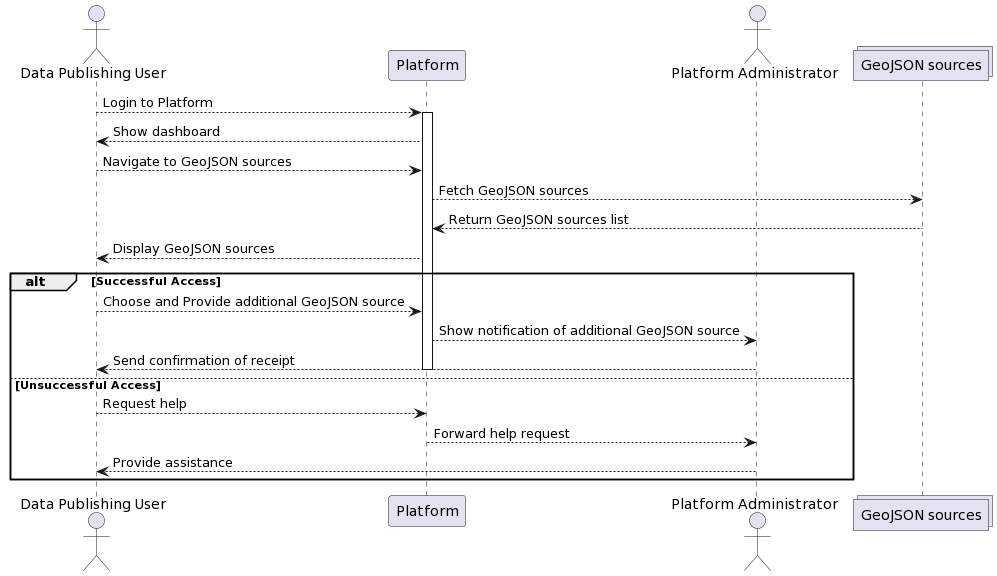 Data Publishing User
Platform
Platform Administrator
GeoJSON sources
Login to Platform
Show dashboard
Navigate to GeoJSON sources
Fetch GeoJSON sources
Return GeoJSON sources list
Display GeoJSON sources
alt
[Successful Access]
Choose and Provide additional GeoJSON source
Show notification of additional GeoJSON source
Send confirmation of receipt
[Unsuccessful Access]
Request help
Forward help request
Provide assistance
Data Publishing User
Platform
Platform Administrator
GeoJSON sources